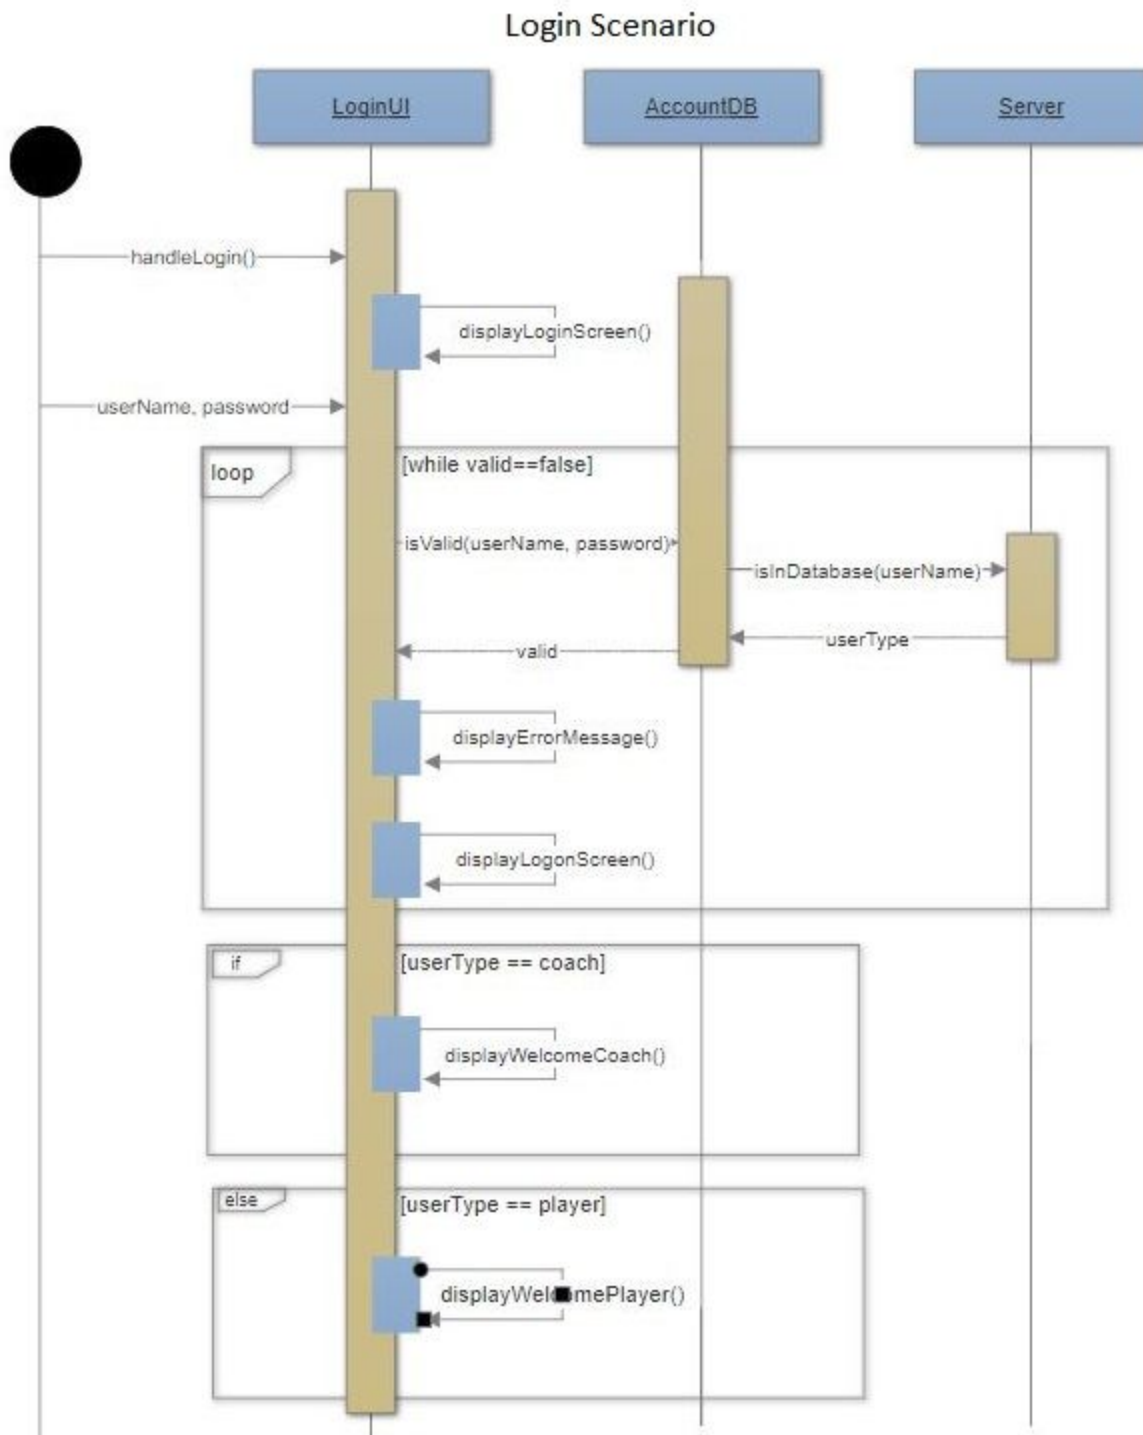 Login Scenario
LoginUI
AccountDB
Server
handleLogin()
displayLoginScreen()
userName, password
loop
[while valid==false]
isValid(userName, password)
isInDatabase(userName)
userType
valid
displayErrorMessage()
displayLogonScreen()
if
[userType == coach]
displayWelcomeCoach()
else
[userType == player]
displayWelcomePlayer()